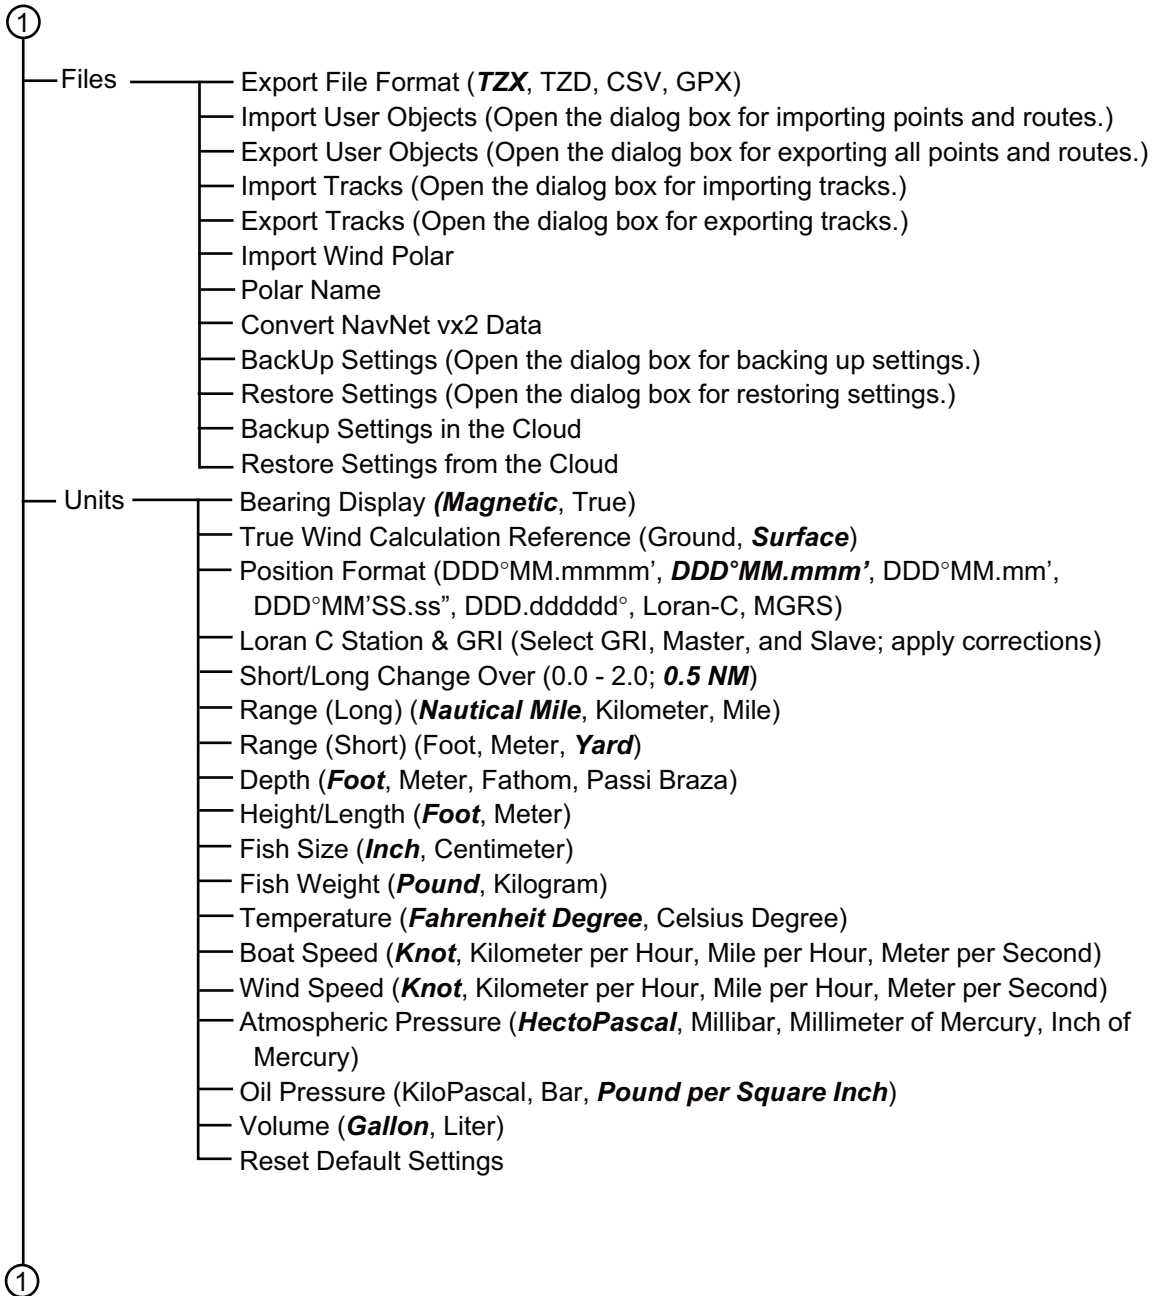 1
Files
Export File Format (TZX, TZD, CSV, GPX)
Import User Objects (Open the dialog box for importing points and routes.)
Export User Objects (Open the dialog box for exporting all points and routes.)
Import Tracks (Open the dialog box for importing tracks.)
Export Tracks (Open the dialog box for exporting tracks.)
Import Wind Polar
Polar Name
Convert NavNet vx2 Data
BackUp Settings (Open the dialog box for backing up settings.)
Restore Settings (Open the dialog box for restoring settings.)
Backup Settings in the Cloud
Restore Settings from the Cloud
Units
Bearing Display (Magnetic, True)
True Wind Calculation Reference (Ground, Surface)
Position Format (DDD°MM.mmmm’, DDD°MM.mmm’, DDD°MM.mm’,
DDD°MM’SS.ss”, DDD.dddddd°, Loran-C, MGRS)
Loran C Station & GRI (Select GRI, Master, and Slave; apply corrections)
Short/Long Change Over (0.0 - 2.0; 0.5 NM)
Range (Long) (Nautical Mile, Kilometer, Mile)
Range (Short) (Foot, Meter, Yard)
Depth (Foot, Meter, Fathom, Passi Braza)
Height/Length (Foot, Meter)
Fish Size (Inch, Centimeter)
Fish Weight (Pound, Kilogram)
Temperature (Fahrenheit Degree, Celsius Degree)
Boat Speed (Knot, Kilometer per Hour, Mile per Hour, Meter per Second)
Wind Speed (Knot, Kilometer per Hour, Mile per Hour, Meter per Second)
Atmospheric Pressure (HectoPascal, Millibar, Millimeter of Mercury, Inch of
Mercury)
Oil Pressure (KiloPascal, Bar, Pound per Square Inch)
Volume (Gallon, Liter)
Reset Default Settings
1